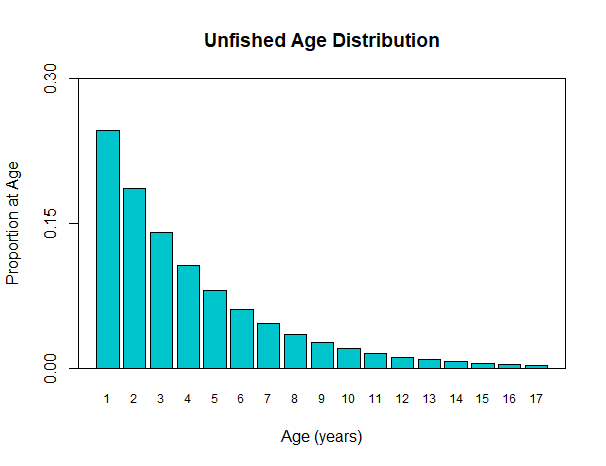 Unfished Age Distribution
0.30
0.15
0.00
Proportion at Age
1 2 3 4 5 6 7 8 9 10 11 12 13 14 15 16 17
Age (years)